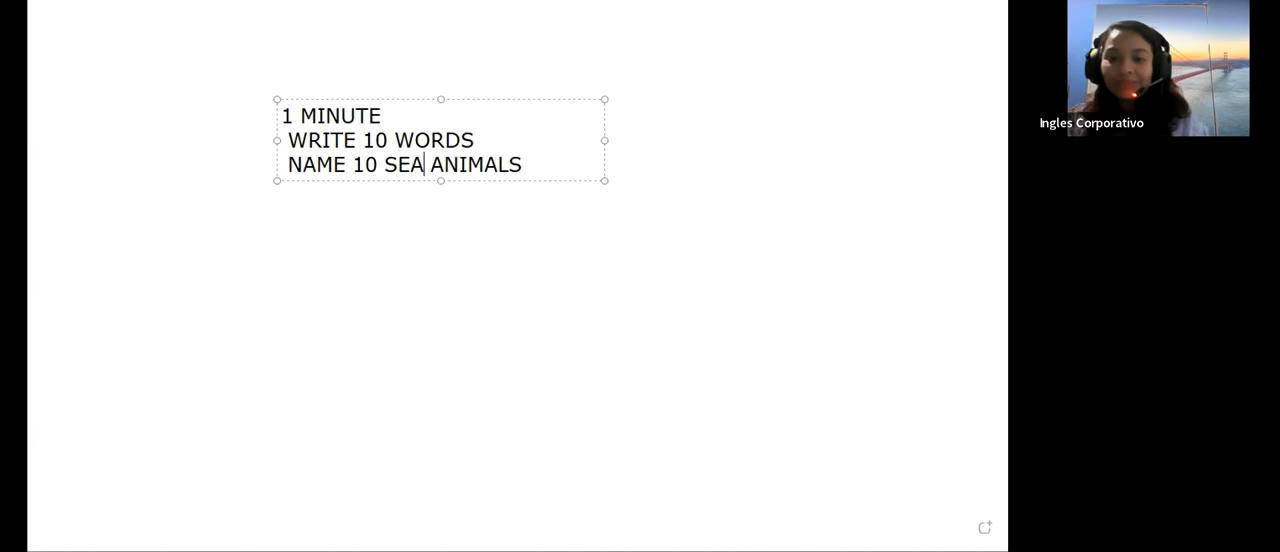 1 MINUTE
WRITE 10 WORDS
NAME 10 SEA ANIMALS
Ingles Corporativo